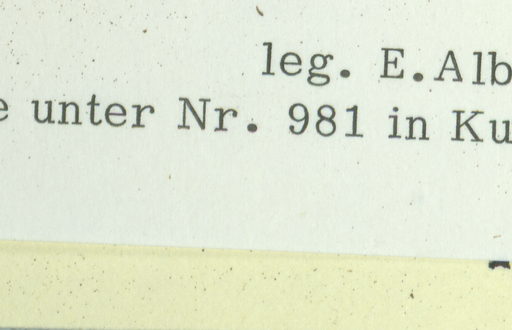 leg. E.Alb
e unter Nr. 981 in Ku